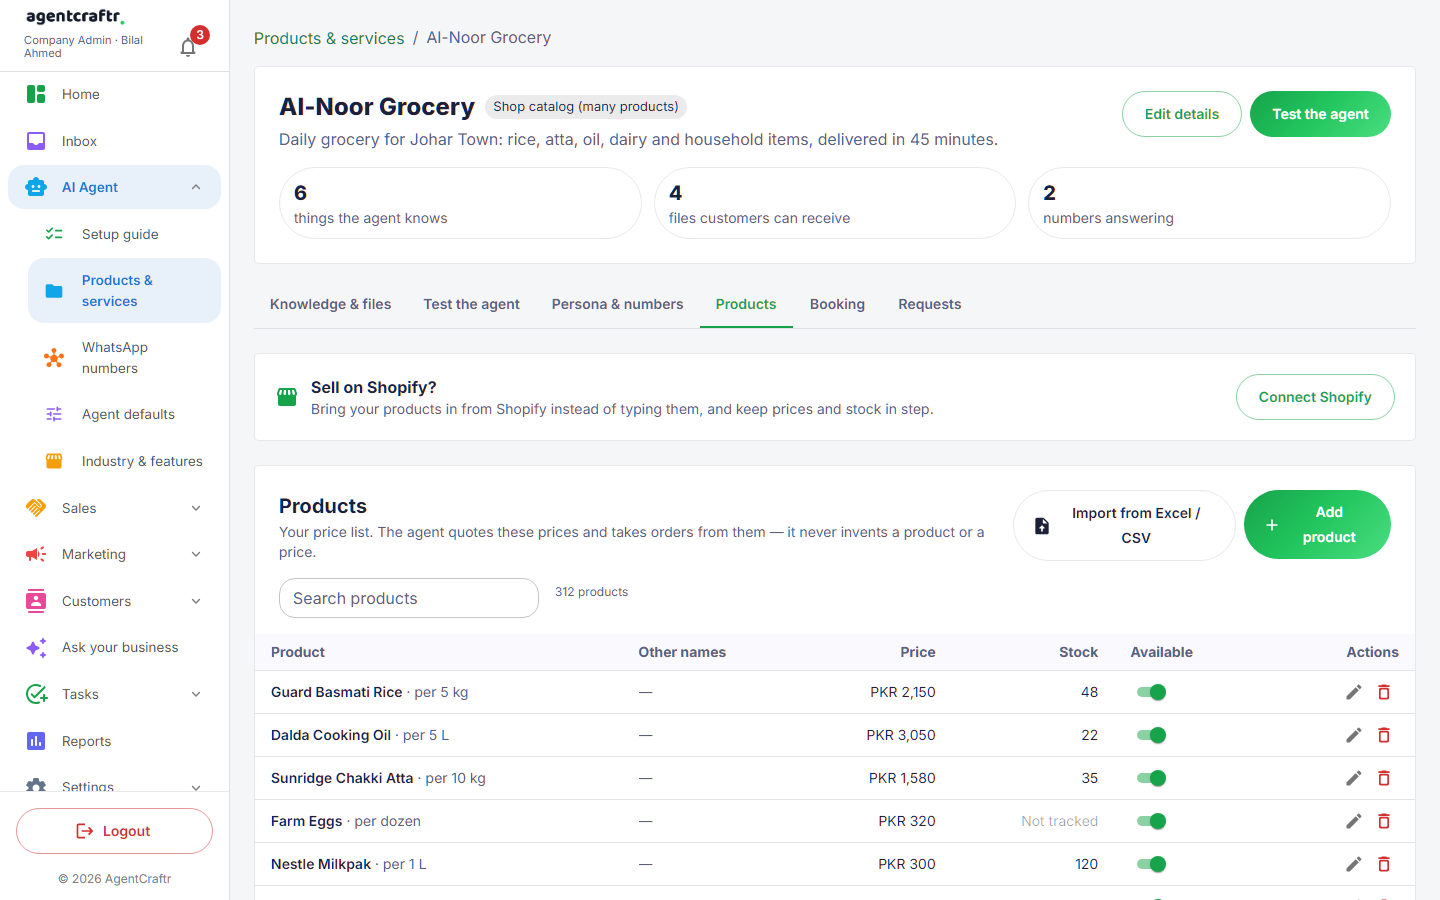 agentcraftr.
Company Admin · Bilal
Ahmed
3
Home
Inbox
AI Agent
Setup guide
Products &
services
WhatsApp
numbers
Agent defaults
Industry & features
Sales
Marketing
Customers
Ask your business
Tasks
Reports
Settings
Logout
© 2026 AgentCraftr
Products & services / Al-Noor Grocery
Al-Noor Grocery Shop catalog (many products)
Daily grocery for Johar Town: rice, atta, oil, dairy and household items, delivered in 45 minutes.
Edit details
Test the agent
6
things the agent knows
4
files customers can receive
2
numbers answering
Knowledge & files Test the agent Persona & numbers Products Booking Requests
Sell on Shopify?
Bring your products in from Shopify instead of typing them, and keep prices and stock in step.
Connect Shopify
Products
Your price list. The agent quotes these prices and takes orders from them — it never invents a product or a
price.
Import from Excel /
CSV
Add
product
Search products
312 products
Product Other names Price Stock Available Actions
Guard Basmati Rice · per 5 kg — PKR 2,150 48
Dalda Cooking Oil · per 5 L — PKR 3,050 22
Sunridge Chakki Atta · per 10 kg — PKR 1,580 35
Farm Eggs · per dozen — PKR 320 Not tracked
Nestle Milkpak · per 1 L — PKR 300 120